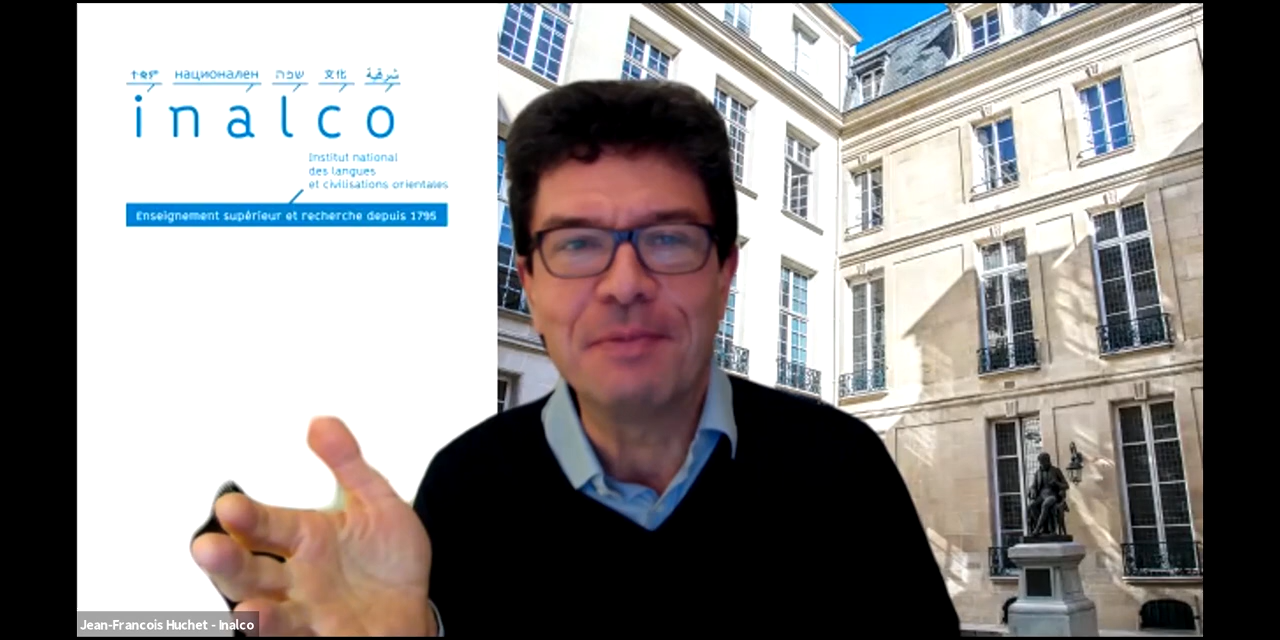 ተቋም национален שפה 文化 شرقية
inalco
Institut national
des langues
et civilisations orientales
Enseignement supérieur et recherche depuis 1795
Jean-Francois Huchet - Inalco